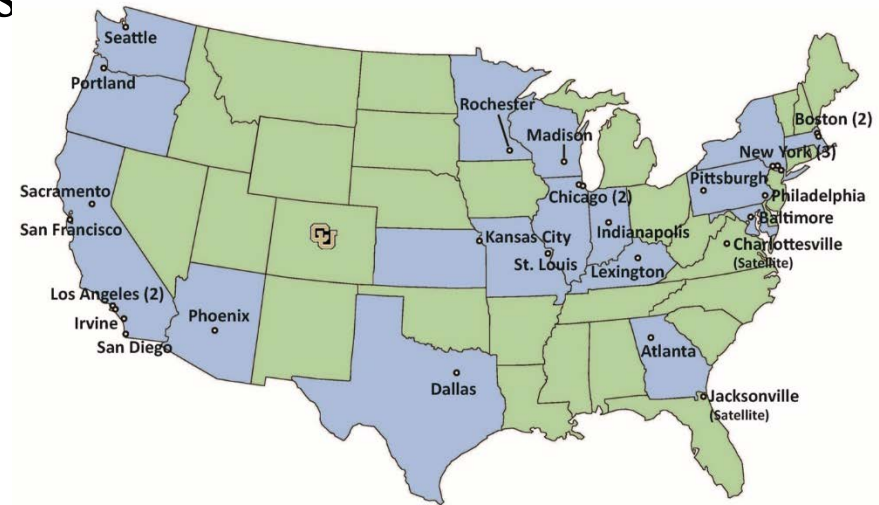 s
Seattle
Portland
Rochester
Madison
Boston (2)
New York (3)
Pittsburgh
Philadelphia
Sacramento
Chicago (2)
Baltimore
San Francisco
Kansas City
Indianapolis
Charlottesville
(Satellite)
St. Louis
Lexington
Los Angeles (2)
Phoenix
Irvine
San Diego
Atlanta
Dallas
Jacksonville
(Satellite)
CU